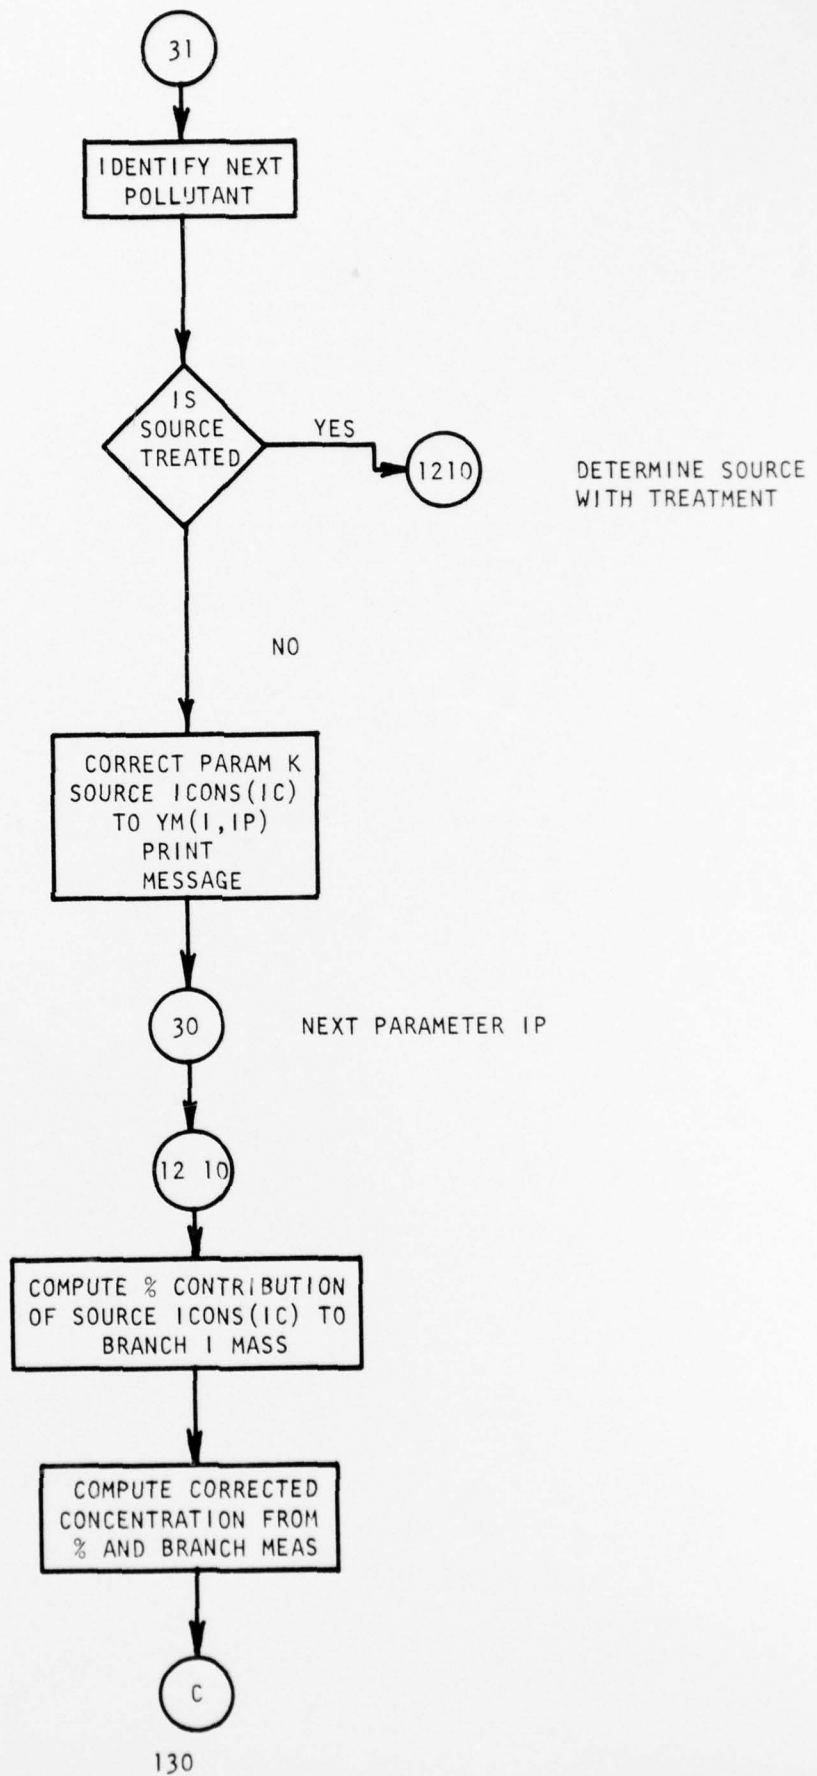 31
IDENTIFY NEXT
POLLUTANT
IS
SOURCE
TREATED
YES
1210
DETERMINE SOURCE
WITH TREATMENT
NO
CORRECT PARAM K
SOURCE ICONS(IC)
TO YM(I,IP)
PRINT
MESSAGE
30
NEXT PARAMETER IP
12 10
COMPUTE % CONTRIBUTION
OF SOURCE ICONS(IC) TO
BRANCH I MASS
COMPUTE CORRECTED
CONCENTRATION FROM
% AND BRANCH MEAS
C
130